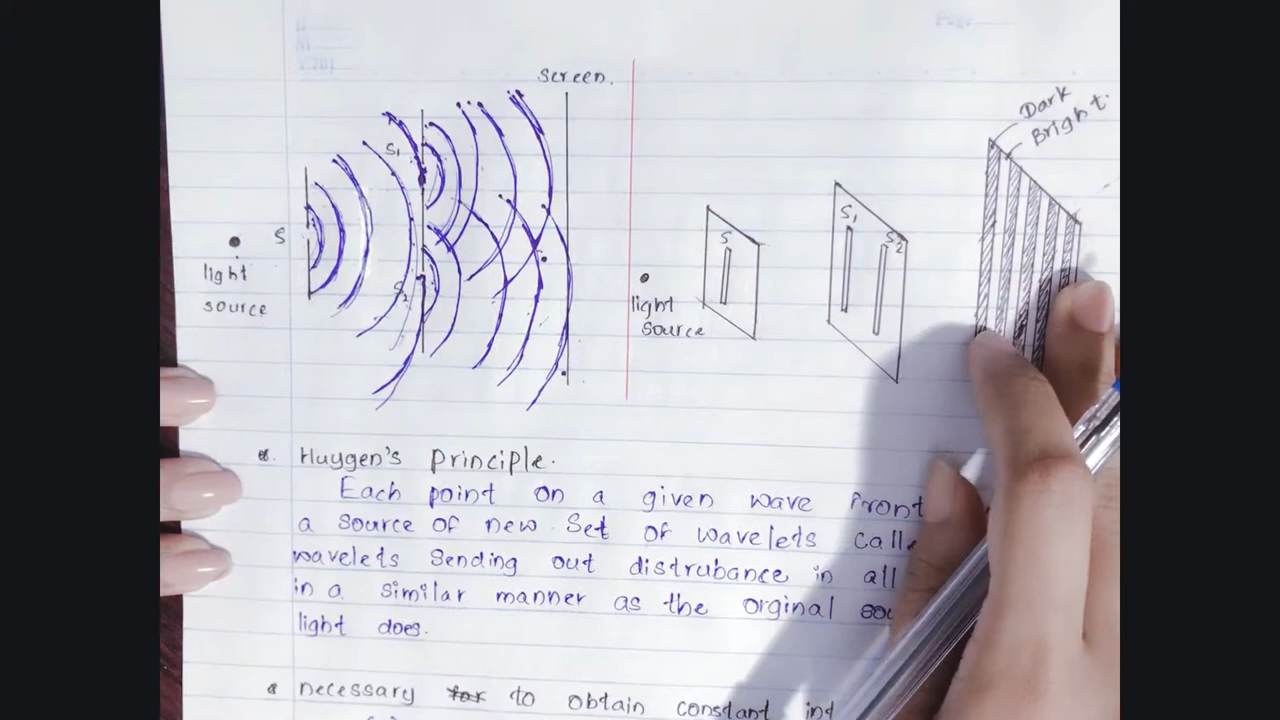 Page
screen.
Dark
Bright.
S1
S
S2
light
source
S
S1
S2
light
source
Huygen's principle.
Each point on a given wave front
a source of new set of wavelets
wavelets sending out distrubance in all
in a similar manner as the orginal
light does.
necessary to obtain constant